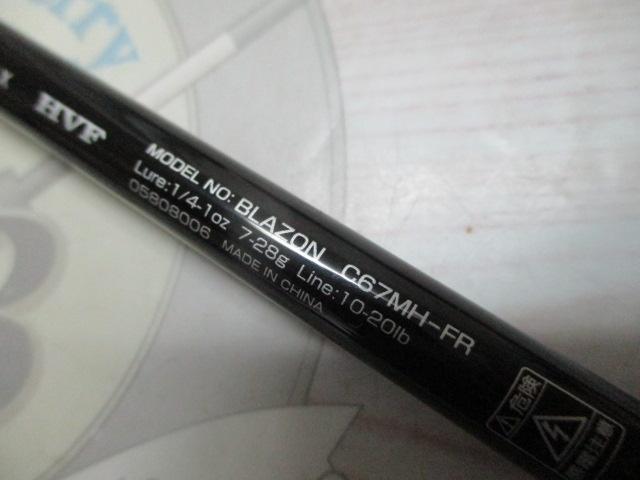 HVF
MODEL NO: BLAZON C67MH-FR
Lure:1/4-1oz 7-28g Line:10-20lb
05808006 MADE IN CHINA
危険